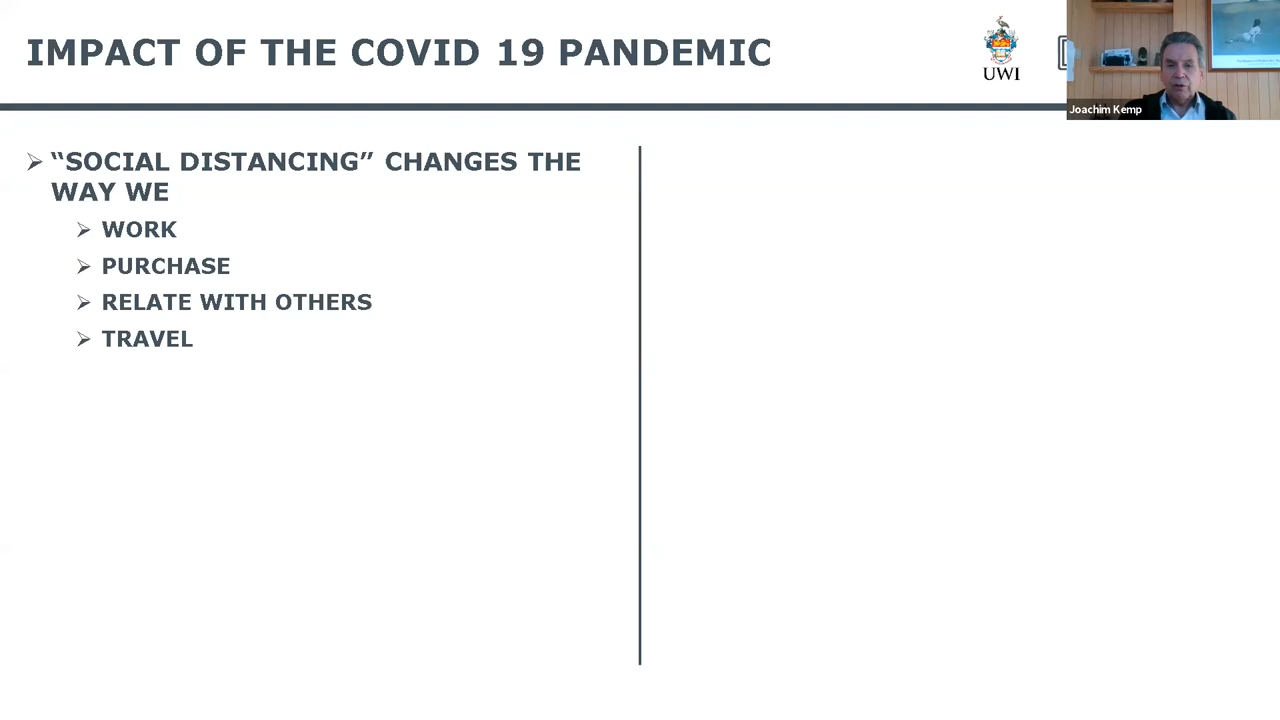 IMPACT OF THE COVID 19 PANDEMIC
UWI
Joachim Kemp
“SOCIAL DISTANCING” CHANGES THE
WAY WE
WORK
PURCHASE
RELATE WITH OTHERS
TRAVEL